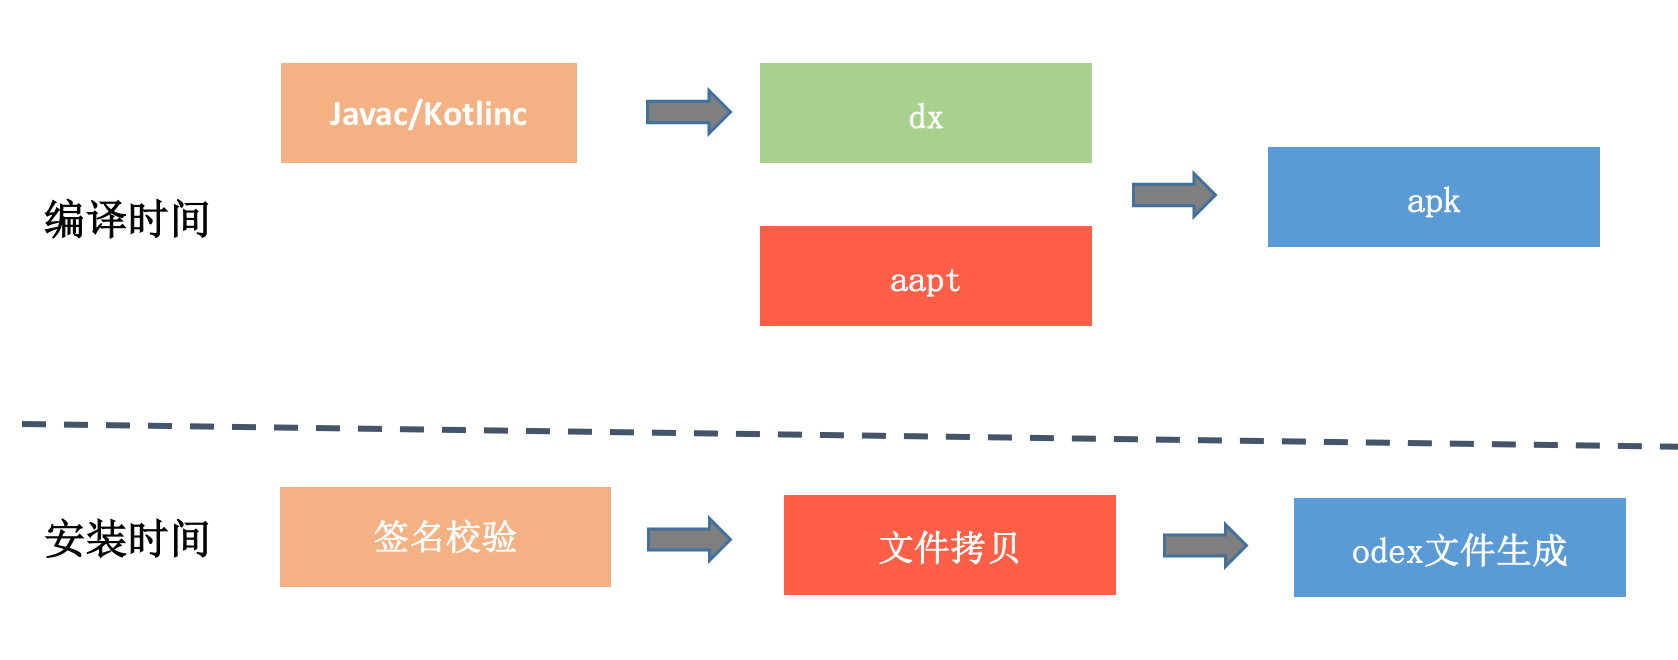 Javac/Kotlinc
dx
编译时间
apk
aapt
安装时间
签名校验
文件拷贝
odex文件生成